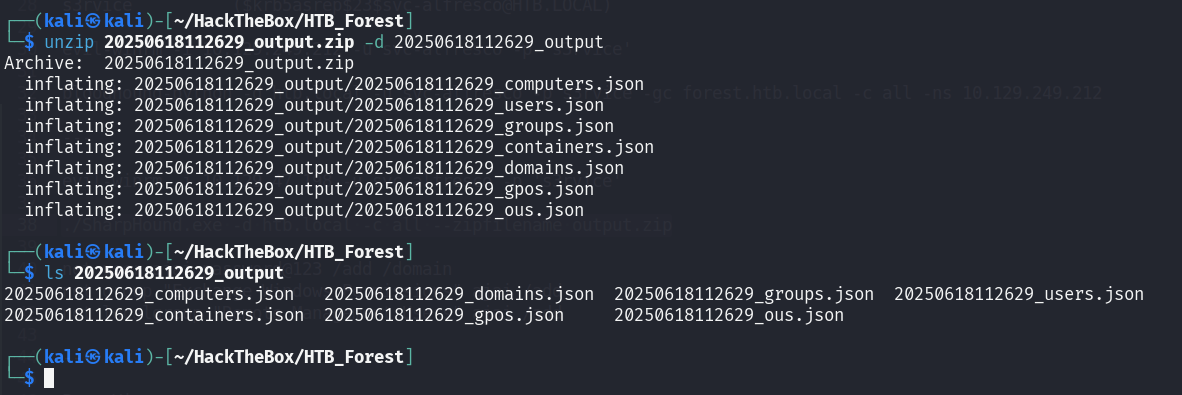 ┌──(kali㉿kali)-[~/HackTheBox/HTB_Forest]
└─$ unzip 20250618112629_output.zip -d 20250618112629_output
Archive:  20250618112629_output.zip
  inflating: 20250618112629_output/20250618112629_computers.json
  inflating: 20250618112629_output/20250618112629_users.json
  inflating: 20250618112629_output/20250618112629_groups.json
  inflating: 20250618112629_output/20250618112629_containers.json
  inflating: 20250618112629_output/20250618112629_domains.json
  inflating: 20250618112629_output/20250618112629_gpos.json
  inflating: 20250618112629_output/20250618112629_ous.json
┌──(kali㉿kali)-[~/HackTheBox/HTB_Forest]
└─$ ls 20250618112629_output
20250618112629_computers.json   20250618112629_domains.json  20250618112629_groups.json  20250618112629_users.json
20250618112629_containers.json  20250618112629_gpos.json     20250618112629_ous.json
┌──(kali㉿kali)-[~/HackTheBox/HTB_Forest]
└─$